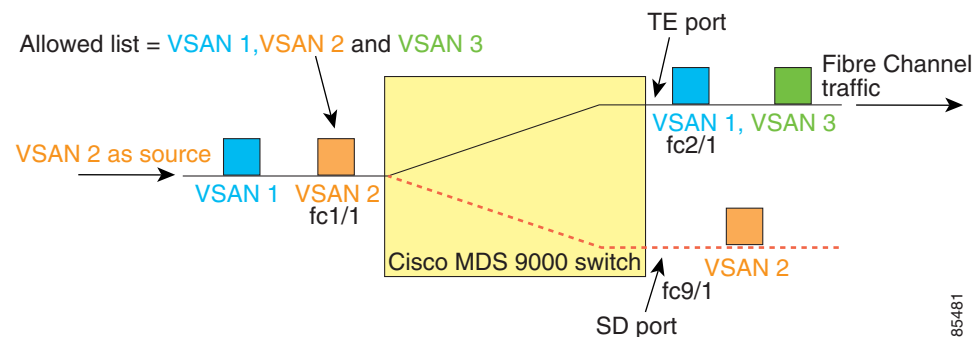 TE port
Allowed list = VSAN 1,VSAN 2 and VSAN 3
Fibre Channel
traffic
VSAN 1, VSAN 3
fc2/1
VSAN 2 as source
VSAN 1 VSAN 2
fc1/1
Cisco MDS 9000 switch
VSAN 2
fc9/1
SD port
85481